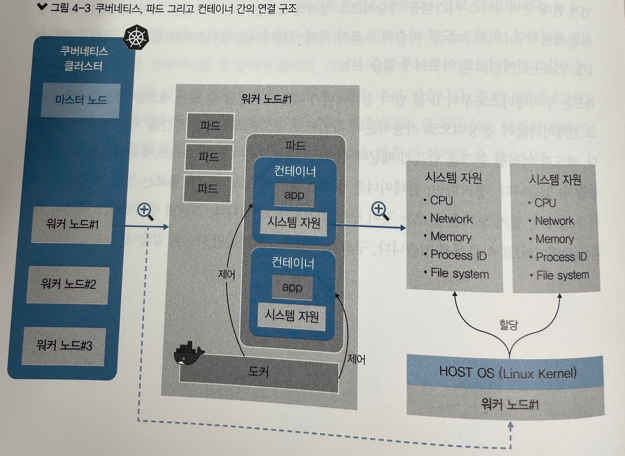 그림 4-3 쿠버네티스, 파드 그리고 컨테이너 간의 연결 구조
쿠버네티스
클러스터
마스터 노드
워커 노드#1
워커 노드#2
워커 노드#3
워커 노드#1
파드
파드
파드
파드
컨테이너
app
시스템 자원
컨테이너
app
시스템 자원
제어
제어
도커
시스템 자원
• CPU
• Network
• Memory
• Process ID
• File system
시스템 자원
• CPU
• Network
• Memory
• Process ID
• File system
할당
HOST OS (Linux Kernel)
워커 노드#1